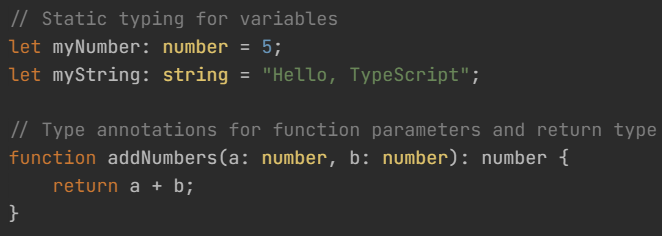 // Static typing for variables
let myNumber: number = 5;
let myString: string = "Hello, TypeScript";

// Type annotations for function parameters and return type
function addNumbers(a: number, b: number): number {
    return a + b;
}